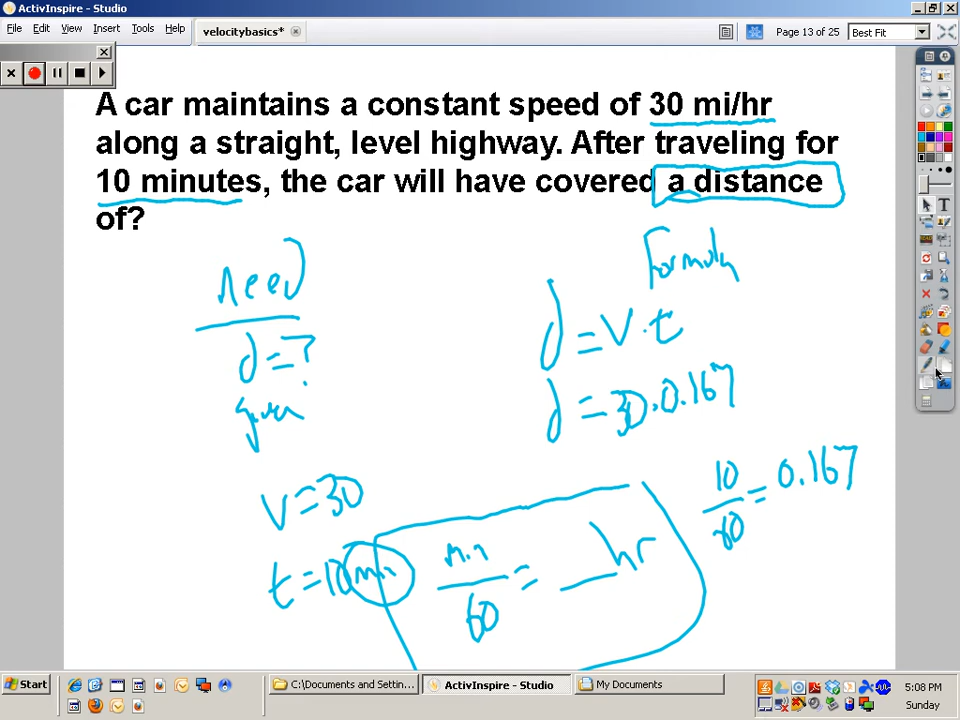 ActivInspire - Studio
File Edit View Insert Tools Help
velocitybasics*
Page 13 of 25
Best Fit
A car maintains a constant speed of 30 mi/hr
along a straight, level highway. After traveling for
10 minutes, the car will have covered a distance
of?
need
Formula
d = v·t
d = ?
d = 30·0.167
given
v = 30
10/60 = 0.167
t = 10 min
min/60 = __ hr
Start
C:\Documents and Settin...
ActivInspire - Studio
My Documents
5:08 PM
Sunday